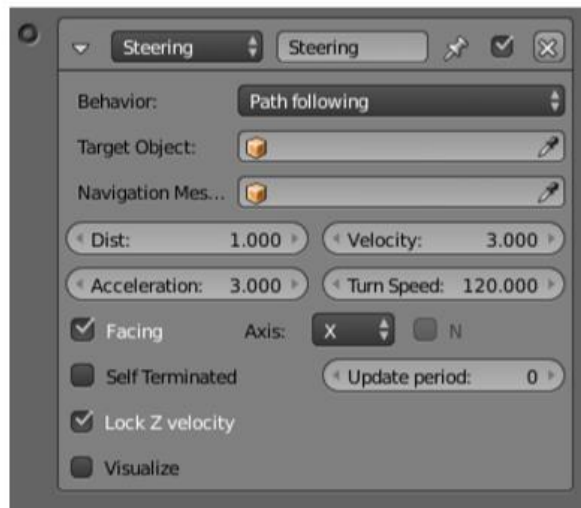 Steering Steering
Behavior: Path following
Target Object:
Navigation Mes...
Dist: 1.000 Velocity: 3.000
Acceleration: 3.000 Turn Speed: 120.000
Facing Axis: X N
Self Terminated Update period: 0
Lock Z velocity
Visualize